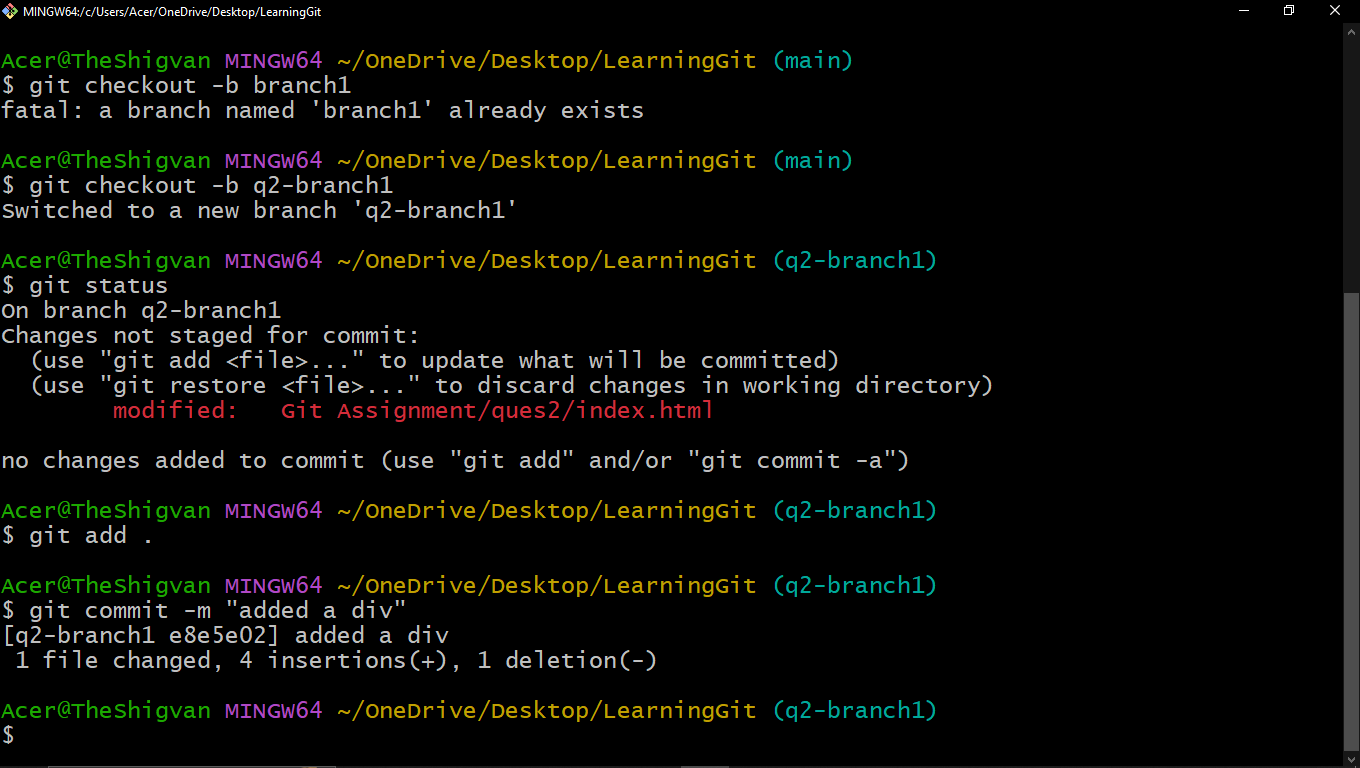 MINGW64:/c/Users/Acer/OneDrive/Desktop/LearningGit
Acer@TheShigvan MINGW64 ~/OneDrive/Desktop/LearningGit (main)
$ git checkout -b branch1
fatal: a branch named 'branch1' already exists
Acer@TheShigvan MINGW64 ~/OneDrive/Desktop/LearningGit (main)
$ git checkout -b q2-branch1
Switched to a new branch 'q2-branch1'
Acer@TheShigvan MINGW64 ~/OneDrive/Desktop/LearningGit (q2-branch1)
$ git status
On branch q2-branch1
Changes not staged for commit:
  (use "git add <file>..." to update what will be committed)
  (use "git restore <file>..." to discard changes in working directory)
        modified:   Git Assignment/ques2/index.html
no changes added to commit (use "git add" and/or "git commit -a")
Acer@TheShigvan MINGW64 ~/OneDrive/Desktop/LearningGit (q2-branch1)
$ git add .
Acer@TheShigvan MINGW64 ~/OneDrive/Desktop/LearningGit (q2-branch1)
$ git commit -m "added a div"
[q2-branch1 e8e5e02] added a div
 1 file changed, 4 insertions(+), 1 deletion(-)
Acer@TheShigvan MINGW64 ~/OneDrive/Desktop/LearningGit (q2-branch1)
$